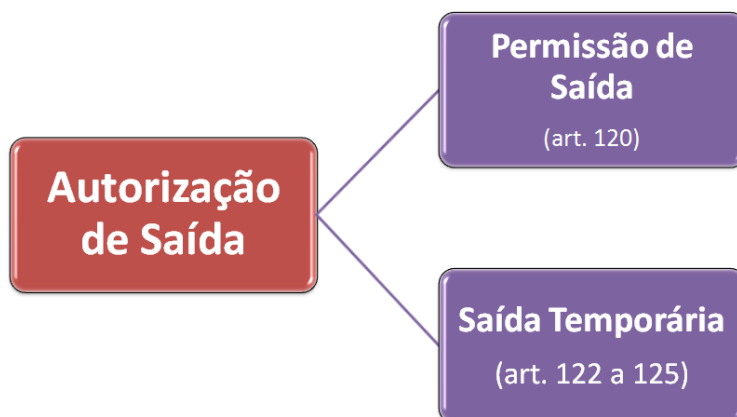 Autorização
de Saída
Permissão de
Saída
(art. 120)
Saída Temporária
(art. 122 a 125)